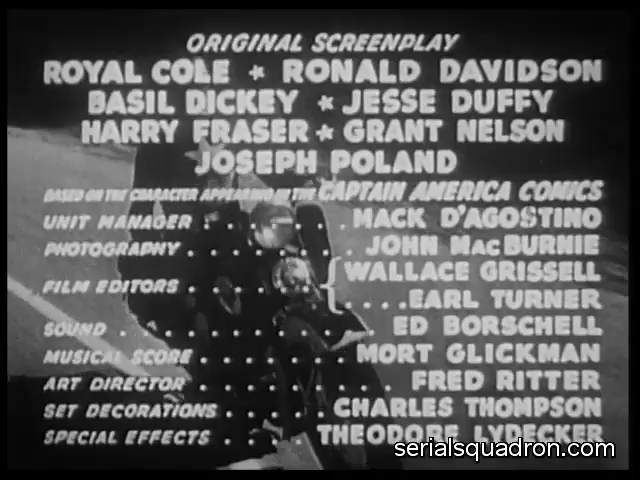 ORIGINAL SCREENPLAY
ROYAL COLE * RONALD DAVIDSON
BASIL DICKEY * JESSE DUFFY
HARRY FRASER * GRANT NELSON
JOSEPH POLAND
BASED ON THE CHARACTER APPEARING IN THE CAPTAIN AMERICA COMICS
UNIT MANAGER . . . . . . . MACK D'AGOSTINO
PHOTOGRAPHY . . . . . . . . JOHN MACBURNIE
FILM EDITORS . . . . . { WALLACE GRISSELL
. . . . EARL TURNER
SOUND . . . . . . . . . . . ED BORSCHELL
MUSICAL SCORE . . . . . . . MORT GLICKMAN
ART DIRECTOR . . . . . . . . . FRED RITTER
SET DECORATIONS . . . . . CHARLES THOMPSON
SPECIAL EFFECTS . . . . THEODORE LYDECKER
serialsquadron.com